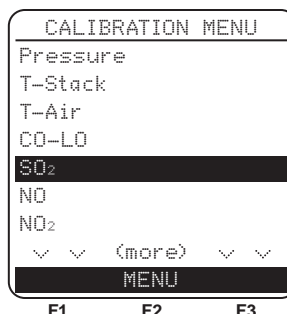 CALIBRATION MENU
Pressure
T-Stack
T-Air
CO-LO
SO₂
NO
NO₂
⌵ ⌵ (more) ⌵ ⌵
MENU
F1 F2 F3